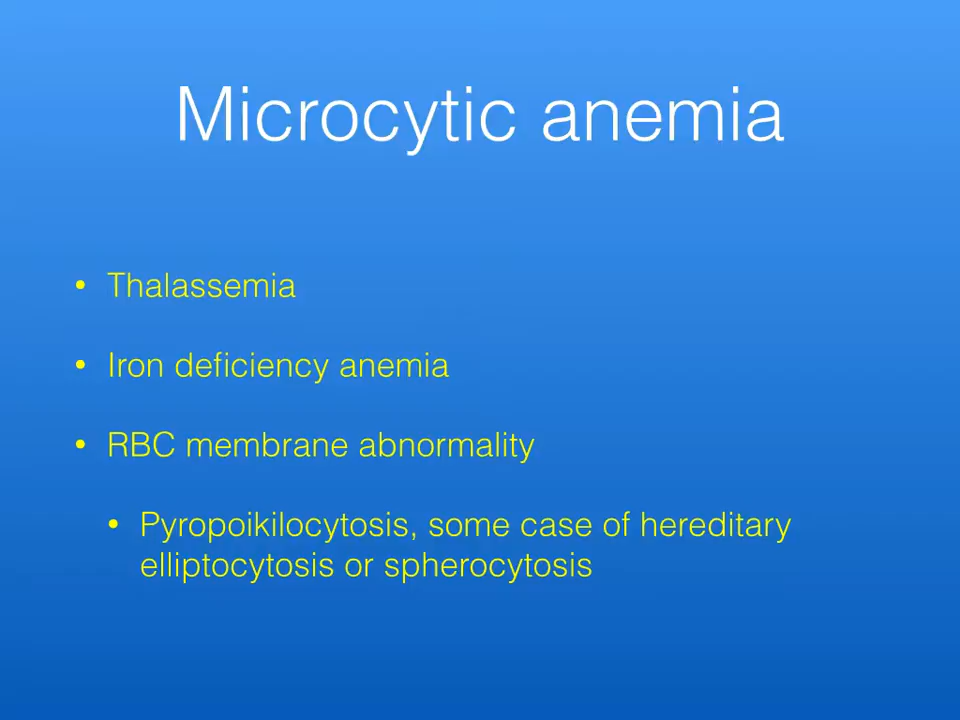 Microcytic anemia
• Thalassemia
• Iron deficiency anemia
• RBC membrane abnormality
• Pyropoikilocytosis, some case of hereditary
elliptocytosis or spherocytosis